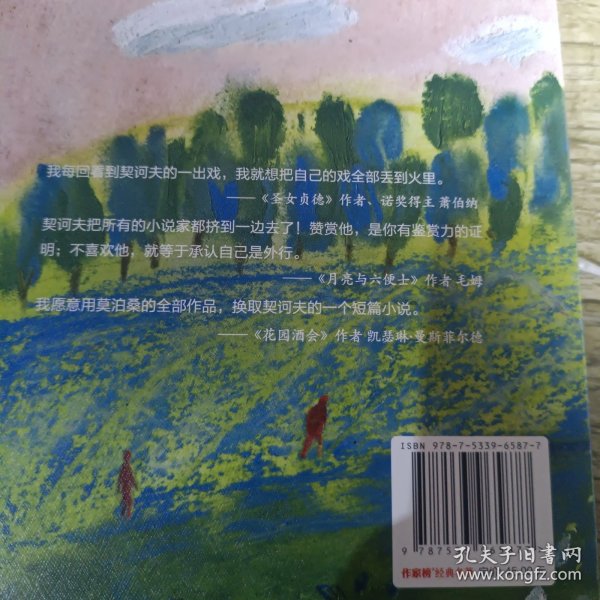 我每回看到契诃夫的一出戏，我就想把自己的戏全部丢到火里。
——《圣女贞德》作者、诺奖得主 萧伯纳
契诃夫把所有的小说家都挤到一边去了！赞赏他，是你有鉴赏力的证
明；不喜欢他，就等于承认自己是外行。
——《月亮与六便士》作者 毛姆
我愿意用莫泊桑的全部作品，换取契诃夫的一个短篇小说。
——《花园酒会》作者 凯瑟琳·曼斯菲尔德
ISBN 978-7-5339-6587-7
9 7875
作家榜经典
孔夫子旧书网
www.kongfz.com